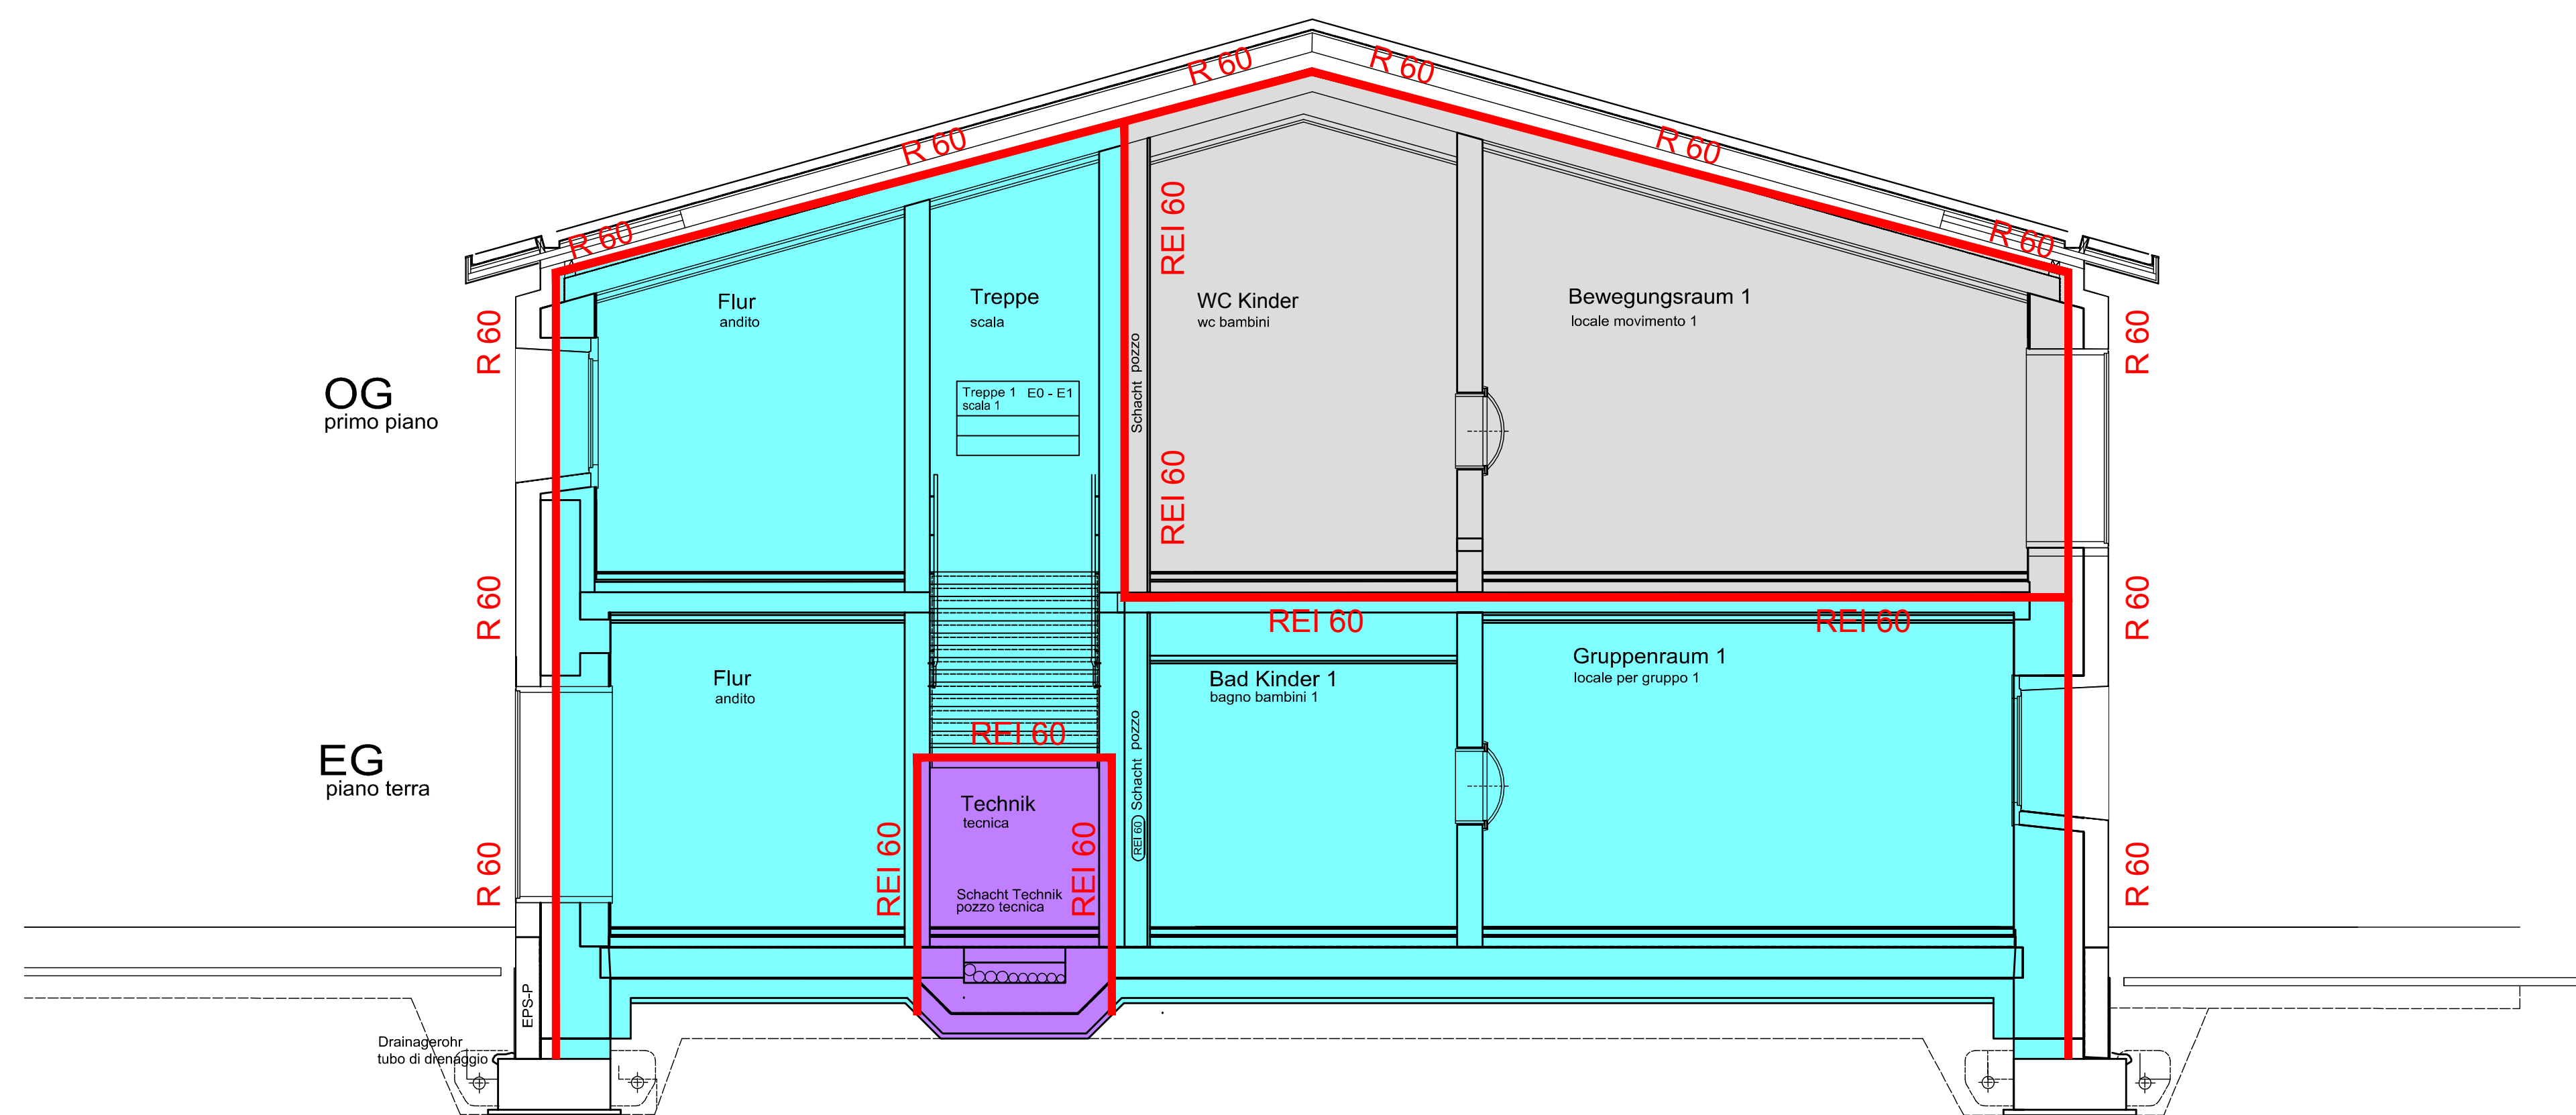 R 60
R 60
R 60
R 60
R 60
R 60
Flur
andito
Treppe
scala
WC Kinder
wc bambini
Bewegungsraum 1
locale movimento 1
R 60
REI 60
R 60
OG
primo piano
Treppe 1 E0 - E1
scala 1
Schacht pozzo
REI 60
R 60
R 60
REI 60
REI 60
Flur
andito
Bad Kinder 1
bagno bambini 1
Gruppenraum 1
locale per gruppo 1
EG
piano terra
REI 60
Technik
tecnica
REI 60 Schacht pozzo
R 60
REI 60
REI 60
R 60
Schacht Technik
pozzo tecnica
EPS-P
Drainagerohr
tubo di drenaggio